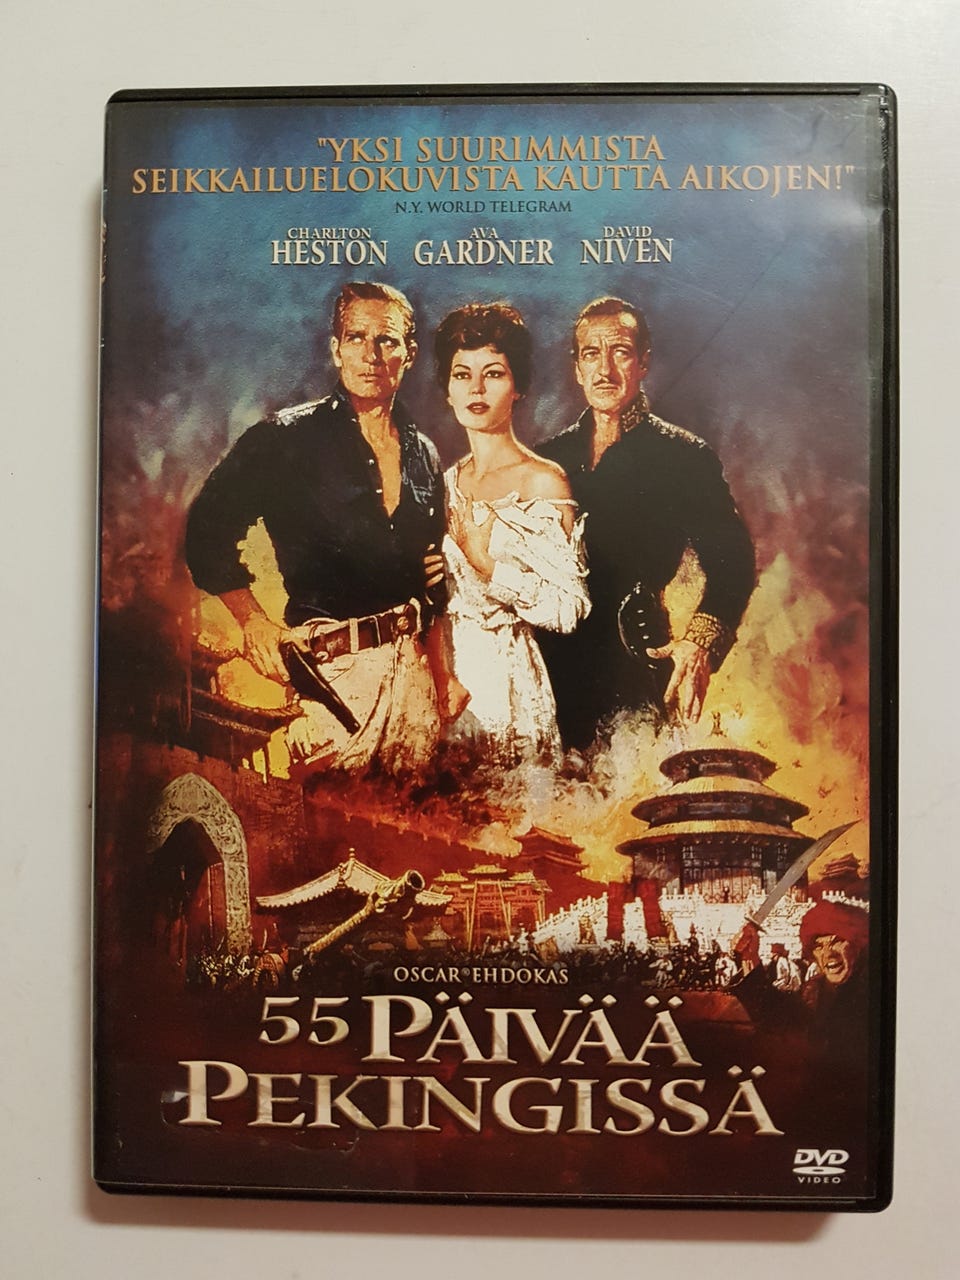 "YKSI SUURIMMISTA
SEIKKAILUELOKUVISTA KAUTTA AIKOJEN!"
N.Y. WORLD TELEGRAM
CHARLTON HESTON
AVA GARDNER
DAVID NIVEN
OSCAR® EHDOKAS
55 PÄIVÄÄ
PEKINGISSÄ
DVD
VIDEO